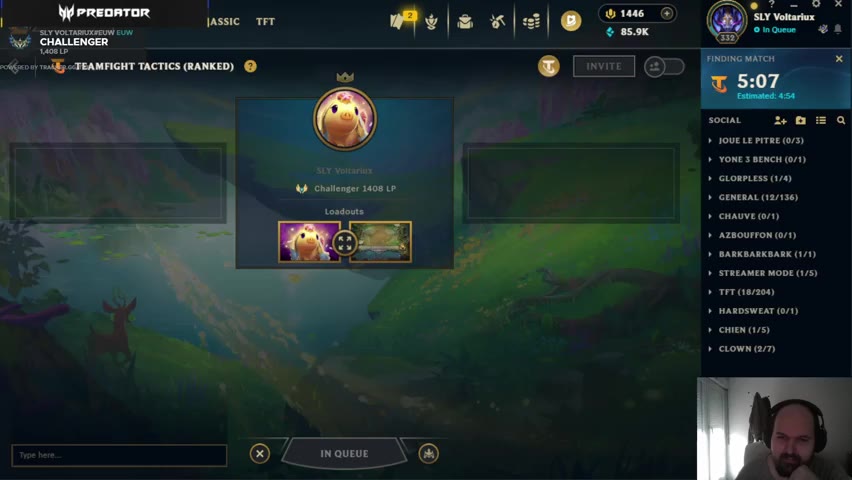 PREDATOR
SLY VOLTARIUX#EUW EUW
CHALLENGER
1,408 LP
ASSIC
TFT
2
1446
85.9K
332
SLY Voltariux
In Queue
TEAMFIGHT TACTICS (RANKED)
?
INVITE
FINDING MATCH
5:07
Estimated: 4:54
SLY Voltariux
Challenger 1408 LP
Loadouts
SOCIAL
JOUE LE PITRE (0/3)
YONE 3 BENCH (0/1)
GLORPLESS (1/4)
GENERAL (12/136)
CHAUVE (0/1)
AZBOUFFON (0/1)
BARKBARKBARK (1/1)
STREAMER MODE (1/5)
TFT (18/204)
HARDSWEAT (0/1)
CHIEN (1/5)
CLOWN (2/7)
Type here...
IN QUEUE